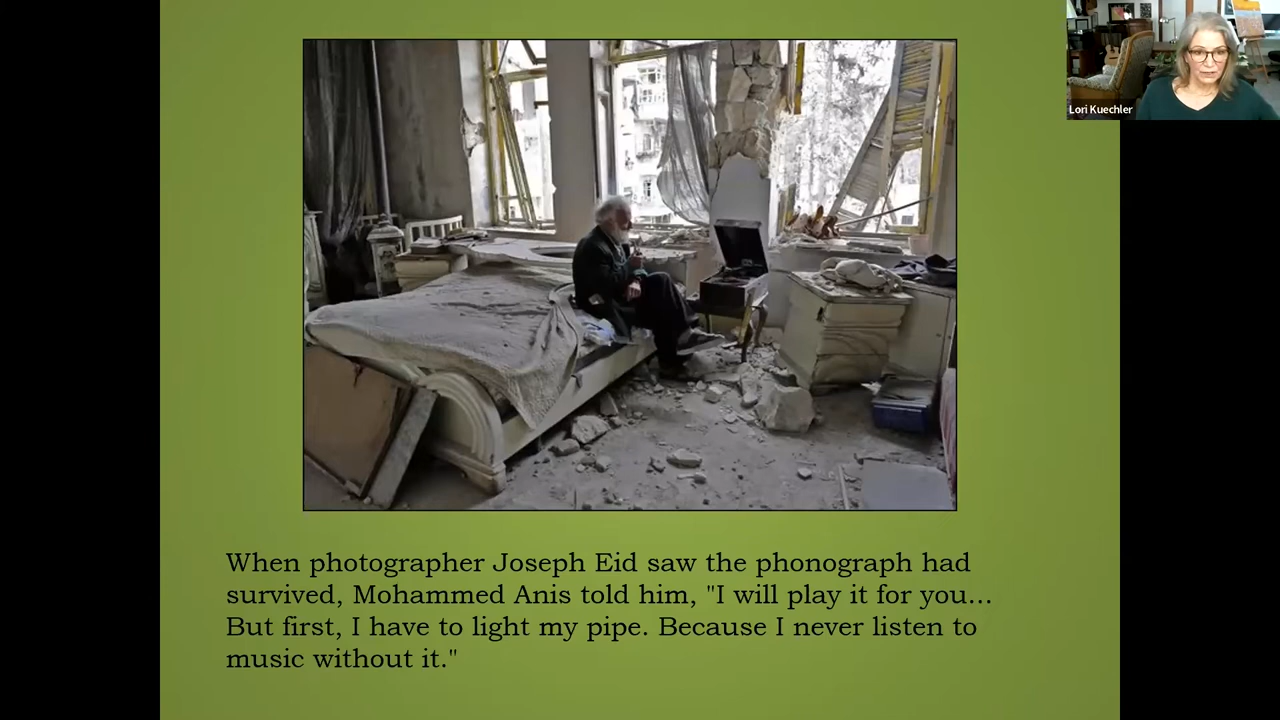 Lori Kuechler
When photographer Joseph Eid saw the phonograph had
survived, Mohammed Anis told him, "I will play it for you...
But first, I have to light my pipe. Because I never listen to
music without it."